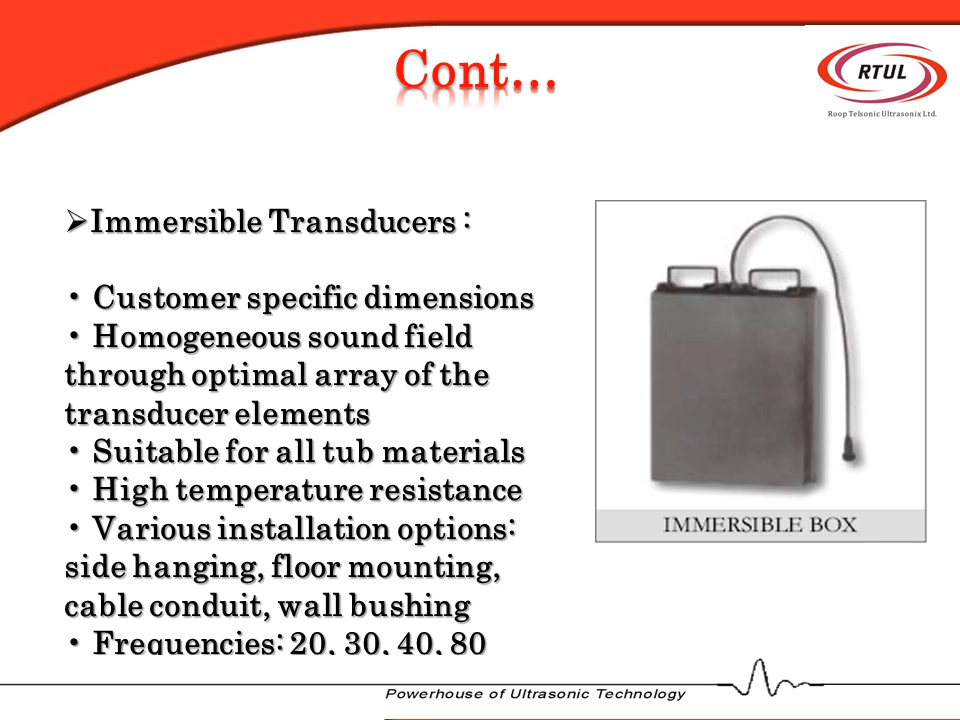 Cont...
RTUL
Roop Telsonic Ultrasonix Ltd.
➢Immersible Transducers :
• Customer specific dimensions
• Homogeneous sound field
through optimal array of the
transducer elements
• Suitable for all tub materials
• High temperature resistance
• Various installation options:
side hanging, floor mounting,
cable conduit, wall bushing
• Frequencies: 20, 30, 40, 80
IMMERSIBLE BOX
Powerhouse of Ultrasonic Technology